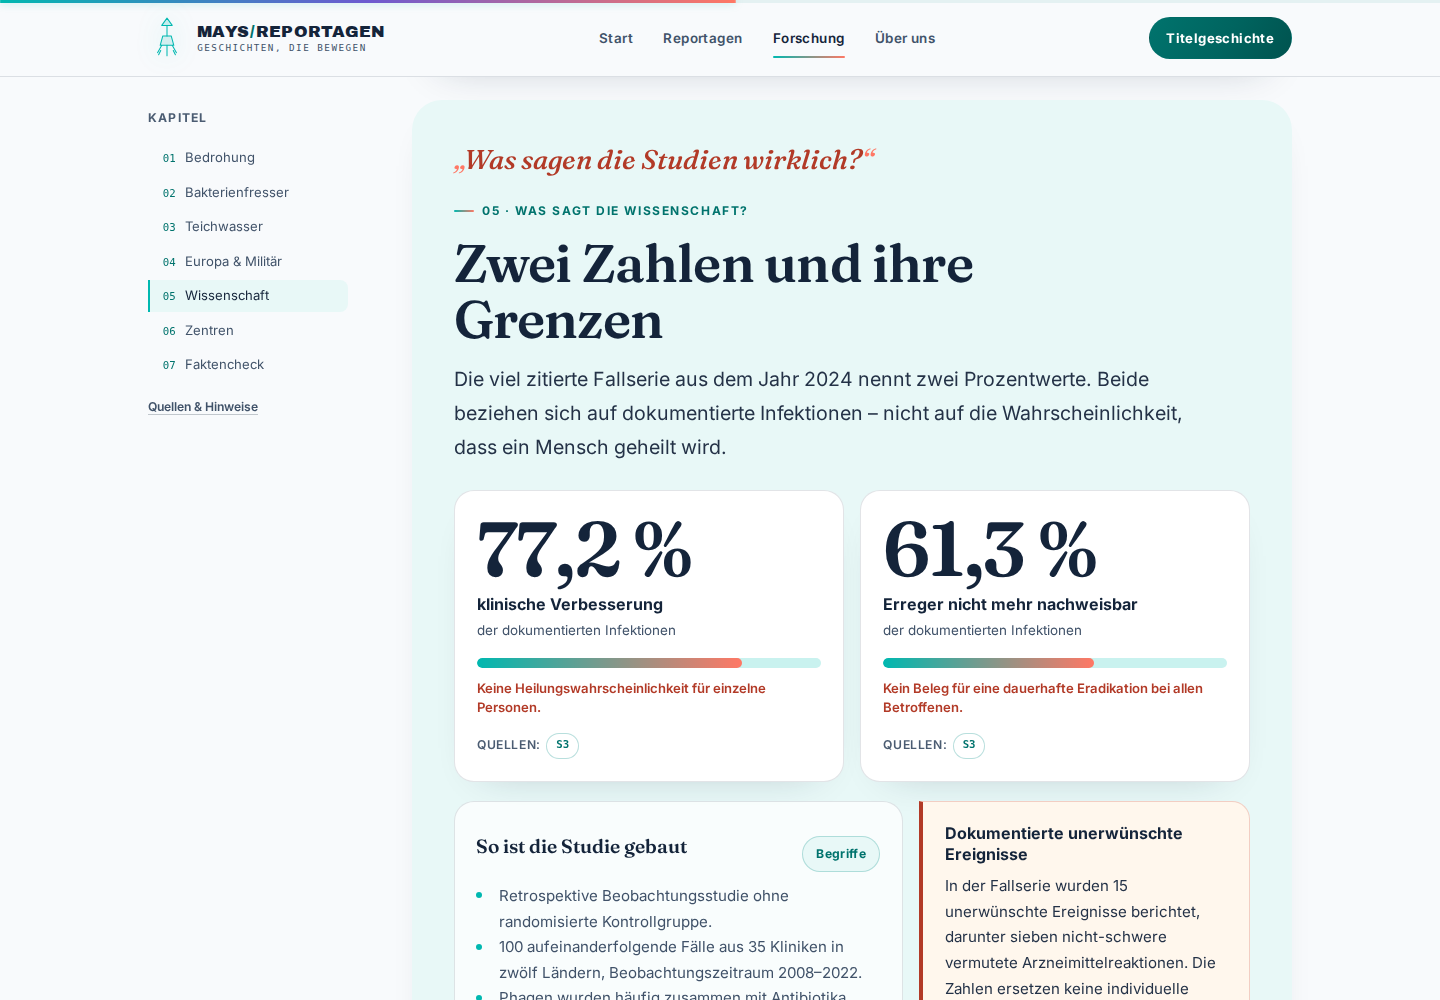 MAYS/REPORTAGEN
GESCHICHTEN, DIE BEWEGEN
Start
Reportagen
Forschung
Über uns
Titelgeschichte
KAPITEL
01 Bedrohung
02 Bakterienfresser
03 Teichwasser
04 Europa & Militär
05 Wissenschaft
06 Zentren
07 Faktencheck
Quellen & Hinweise
„Was sagen die Studien wirklich?“
05 · WAS SAGT DIE WISSENSCHAFT?
Zwei Zahlen und ihre
Grenzen
Die viel zitierte Fallserie aus dem Jahr 2024 nennt zwei Prozentwerte. Beide
beziehen sich auf dokumentierte Infektionen – nicht auf die Wahrscheinlichkeit,
dass ein Mensch geheilt wird.
77,2 %
klinische Verbesserung
der dokumentierten Infektionen
Keine Heilungswahrscheinlichkeit für einzelne
Personen.
QUELLEN: S3
61,3 %
Erreger nicht mehr nachweisbar
der dokumentierten Infektionen
Kein Beleg für eine dauerhafte Eradikation bei allen
Betroffenen.
QUELLEN: S3
So ist die Studie gebaut
Begriffe
Retrospektive Beobachtungsstudie ohne
randomisierte Kontrollgruppe.
100 aufeinanderfolgende Fälle aus 35 Kliniken in
zwölf Ländern, Beobachtungszeitraum 2008–2022.
Phagen wurden häufig zusammen mit Antibiotika
Dokumentierte unerwünschte
Ereignisse
In der Fallserie wurden 15
unerwünschte Ereignisse berichtet,
darunter sieben nicht-schwere
vermutete Arzneimittelreaktionen. Die
Zahlen ersetzen keine individuelle